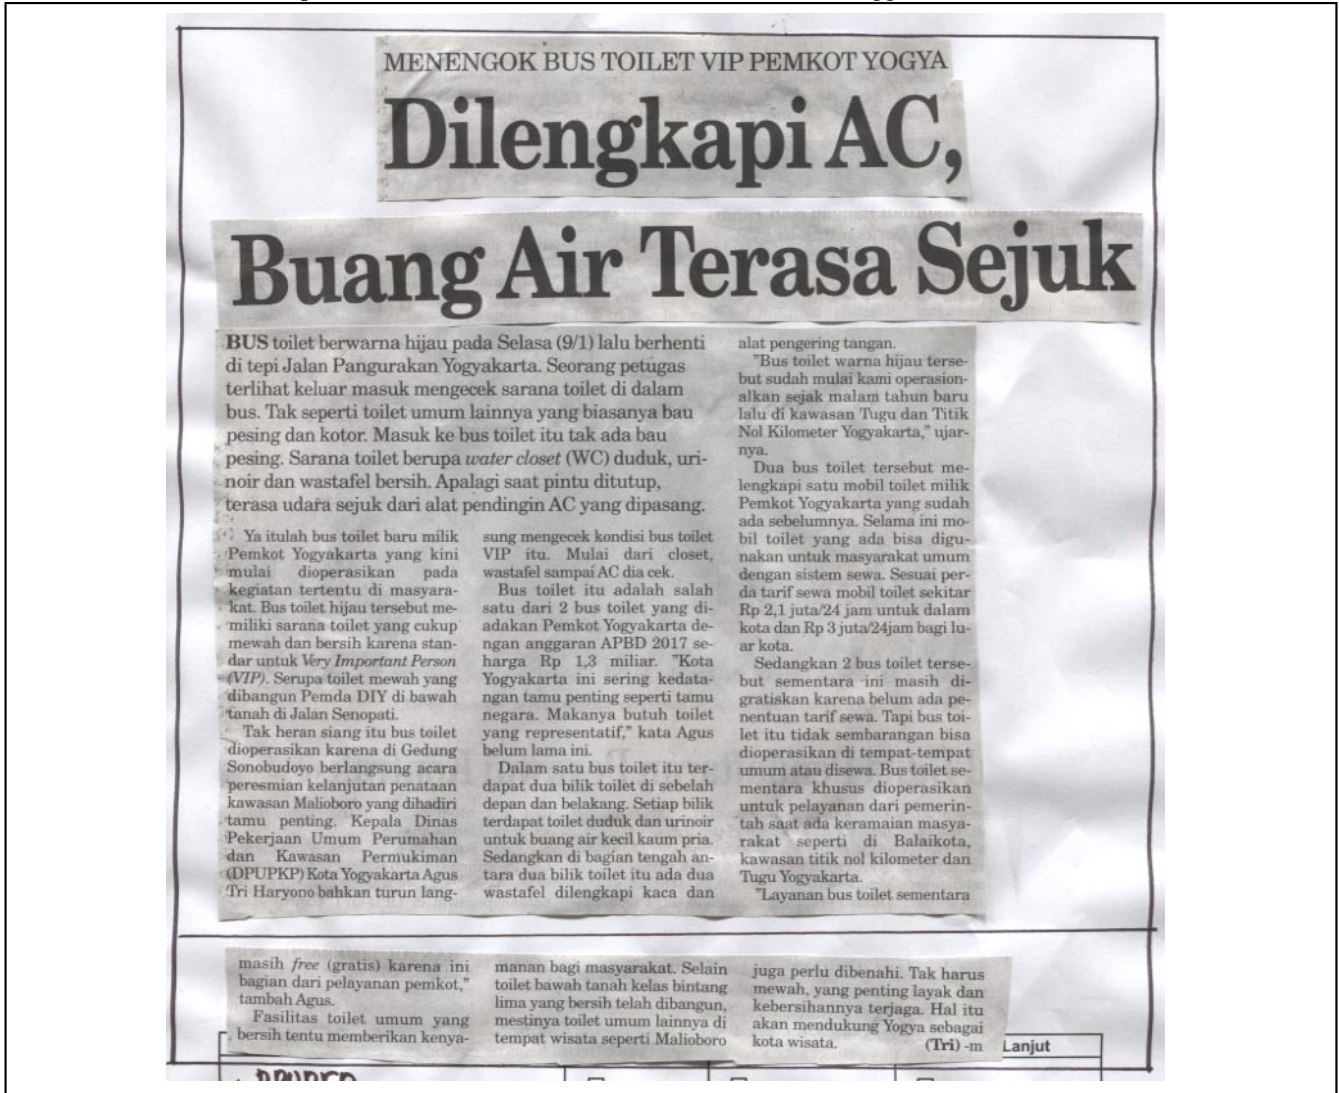 MENENGOK BUS TOILET VIP PEMKOT YOGYA
Dilengkapi AC,
Buang Air Terasa Sejuk
BUS toilet berwarna hijau pada Selasa (9/1) lalu berhenti
di tepi Jalan Pangurakan Yogyakarta. Seorang petugas
terlihat keluar masuk mengecek sarana toilet di dalam
bus. Tak seperti toilet umum lainnya yang biasanya bau
pesing dan kotor. Masuk ke bus toilet itu tak ada bau
pesing. Sarana toilet berupa water closet (WC) duduk, uri-
noir dan wastafel bersih. Apalagi saat pintu ditutup,
terasa udara sejuk dari alat pendingin AC yang dipasang.
Ya itulah bus toilet baru milik
Pemkot Yogyakarta yang kini
mulai dioperasikan pada
kegiatan tertentu di masyara-
kat. Bus toilet hijau tersebut me-
miliki sarana toilet yang cukup
mewah dan bersih karena stan-
dar untuk Very Important Person
(VIP). Serupa toilet mewah yang
dibangun Pemda DIY di bawah
tanah di Jalan Senopati.
Tak heran siang itu bus toilet
dioperasikan karena di Gedung
Sonobudoyo berlangsung acara
peresmian kelanjutan penataan
kawasan Malioboro yang dihadiri
tamu penting. Kepala Dinas
Pekerjaan Umum Perumahan
dan Kawasan Permukiman
(DPUPKP) Kota Yogyakarta Agus
Tri Haryono bahkan turun lang-
sung mengecek kondisi bus toilet
VIP itu. Mulai dari closet,
wastafel sampai AC dia cek.
Bus toilet itu adalah salah
satu dari 2 bus toilet yang di-
adakan Pemkot Yogyakarta de-
ngan anggaran APBD 2017 se-
harga Rp 1,3 miliar. "Kota
Yogyakarta ini sering kedata-
ngan tamu penting seperti tamu
negara. Makanya butuh toilet
yang representatif," kata Agus
belum lama ini.
Dalam satu bus toilet itu ter-
dapat dua bilik toilet di sebelah
depan dan belakang. Setiap bilik
terdapat toilet duduk dan urinoir
untuk buang air kecil kaum pria.
Sedangkan di bagian tengah an-
tara dua bilik toilet itu ada dua
wastafel dilengkapi kaca dan
alat pengering tangan.
"Bus toilet warna hijau terse-
but sudah mulai kami operasion-
alkan sejak malam tahun baru
lalu di kawasan Tugu dan Titik
Nol Kilometer Yogyakarta," ujar-
nya.
Dua bus toilet tersebut me-
lengkapi satu mobil toilet milik
Pemkot Yogyakarta yang sudah
ada sebelumnya. Selama ini mo-
bil toilet yang ada bisa digu-
nakan untuk masyarakat umum
dengan sistem sewa. Sesuai per-
da tarif sewa mobil toilet sekitar
Rp 2,1 juta/24 jam untuk dalam
kota dan Rp 3 juta/24jam bagi lu-
ar kota.
Sedangkan 2 bus toilet terse-
but sementara ini masih di-
gratiskan karena belum ada pe-
nentuan tarif sewa. Tapi bus toi-
let itu tidak sembarangan bisa
dioperasikan di tempat-tempat
umum atau disewa. Bus toilet se-
mentara khusus dioperasikan
untuk pelayanan dari pemerin-
tah saat ada keramaian masya-
rakat seperti di Balaikota,
kawasan titik nol kilometer dan
Tugu Yogyakarta.
"Layanan bus toilet sementara
masih free (gratis) karena ini
bagian dari pelayanan pemkot,"
tambah Agus.
Fasilitas toilet umum yang
bersih tentu memberikan kenya-
manan bagi masyarakat. Selain
toilet bawah tanah kelas bintang
lima yang bersih telah dibangun,
mestinya toilet umum lainnya di
tempat wisata seperti Malioboro
juga perlu dibenahi. Tak harus
mewah, yang penting layak dan
kebersihannya terjaga. Hal itu
akan mendukung Yogya sebagai
kota wisata. (Tri) -m
Lanjut